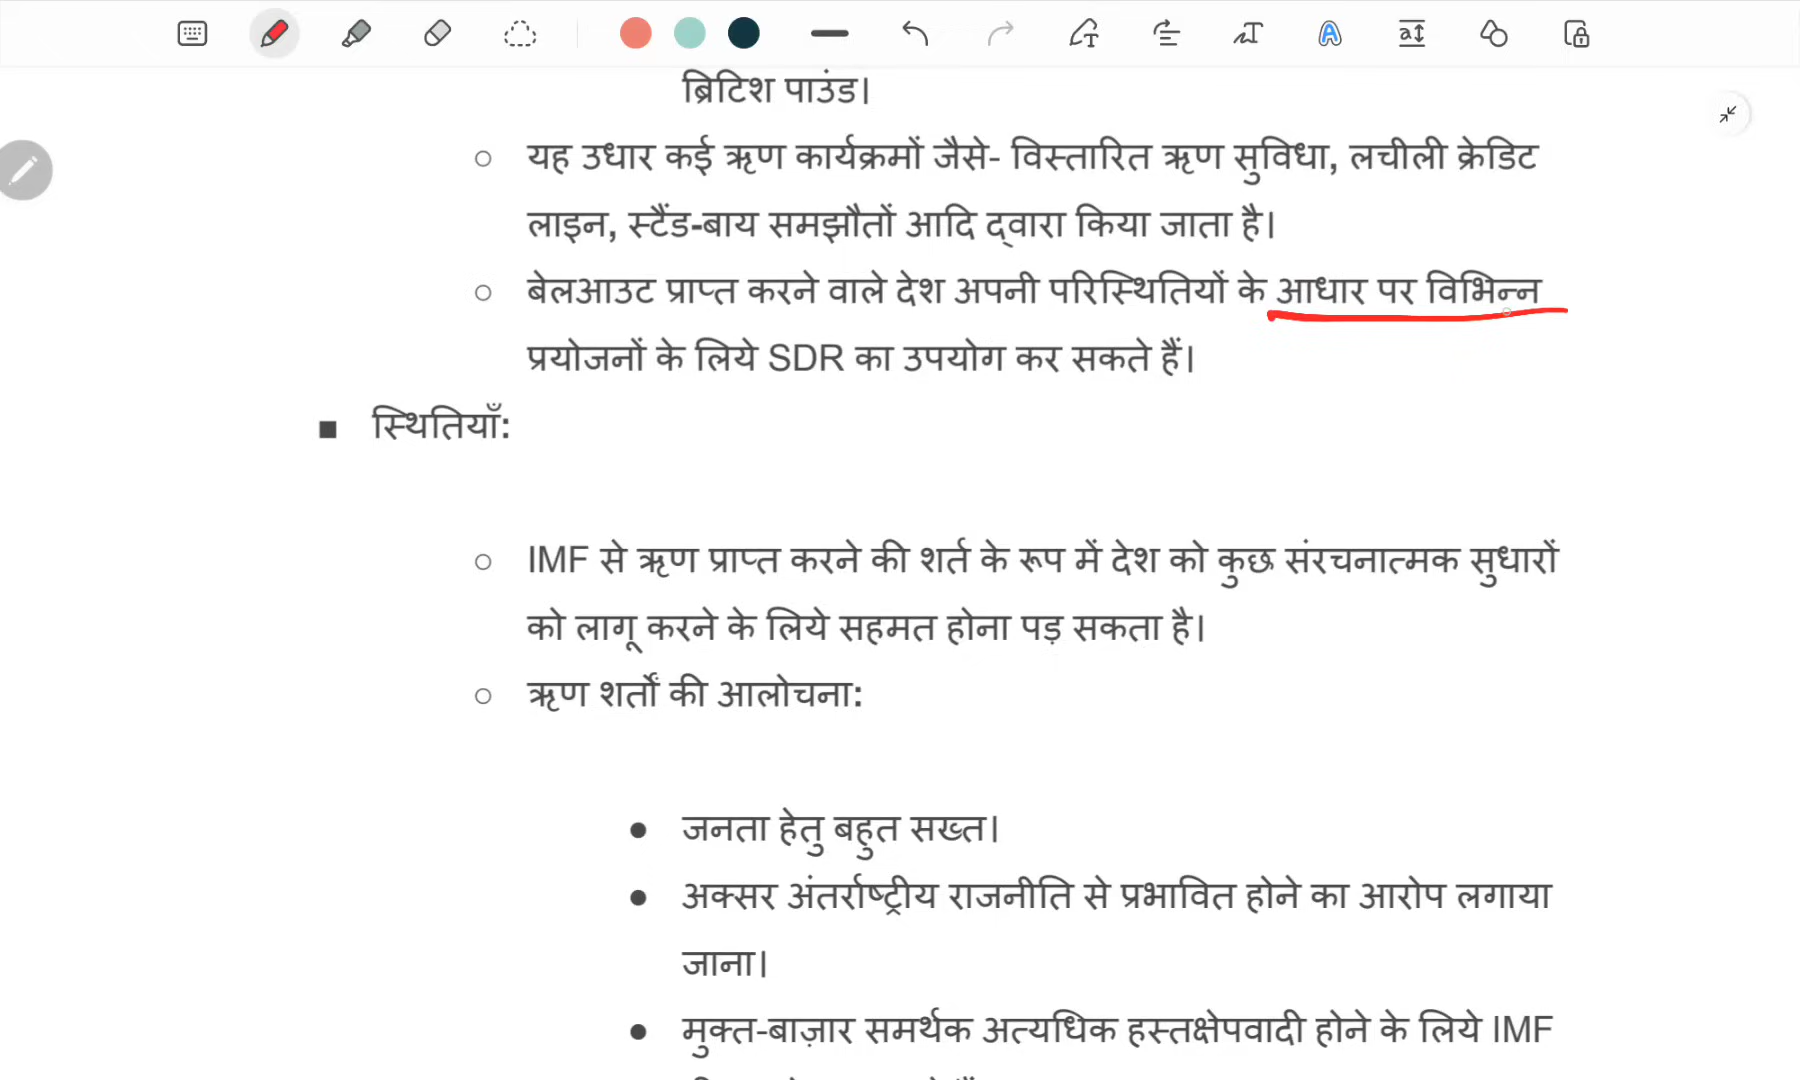 ब्रिटिश पाउंड।
○ यह उधार कई ऋण कार्यक्रमों जैसे- विस्तारित ऋण सुविधा, लचीली क्रेडिट
लाइन, स्टैंड-बाय समझौतों आदि द्वारा किया जाता है।
○ बेलआउट प्राप्त करने वाले देश अपनी परिस्थितियों के आधार पर विभिन्न
प्रयोजनों के लिये SDR का उपयोग कर सकते हैं।
■ स्थितियाँ:
○ IMF से ऋण प्राप्त करने की शर्त के रूप में देश को कुछ संरचनात्मक सुधारों
को लागू करने के लिये सहमत होना पड़ सकता है।
○ ऋण शर्तों की आलोचना:
● जनता हेतु बहुत सख्त।
● अक्सर अंतर्राष्ट्रीय राजनीति से प्रभावित होने का आरोप लगाया
जाना।
● मुक्त-बाज़ार समर्थक अत्यधिक हस्तक्षेपवादी होने के लिये IMF